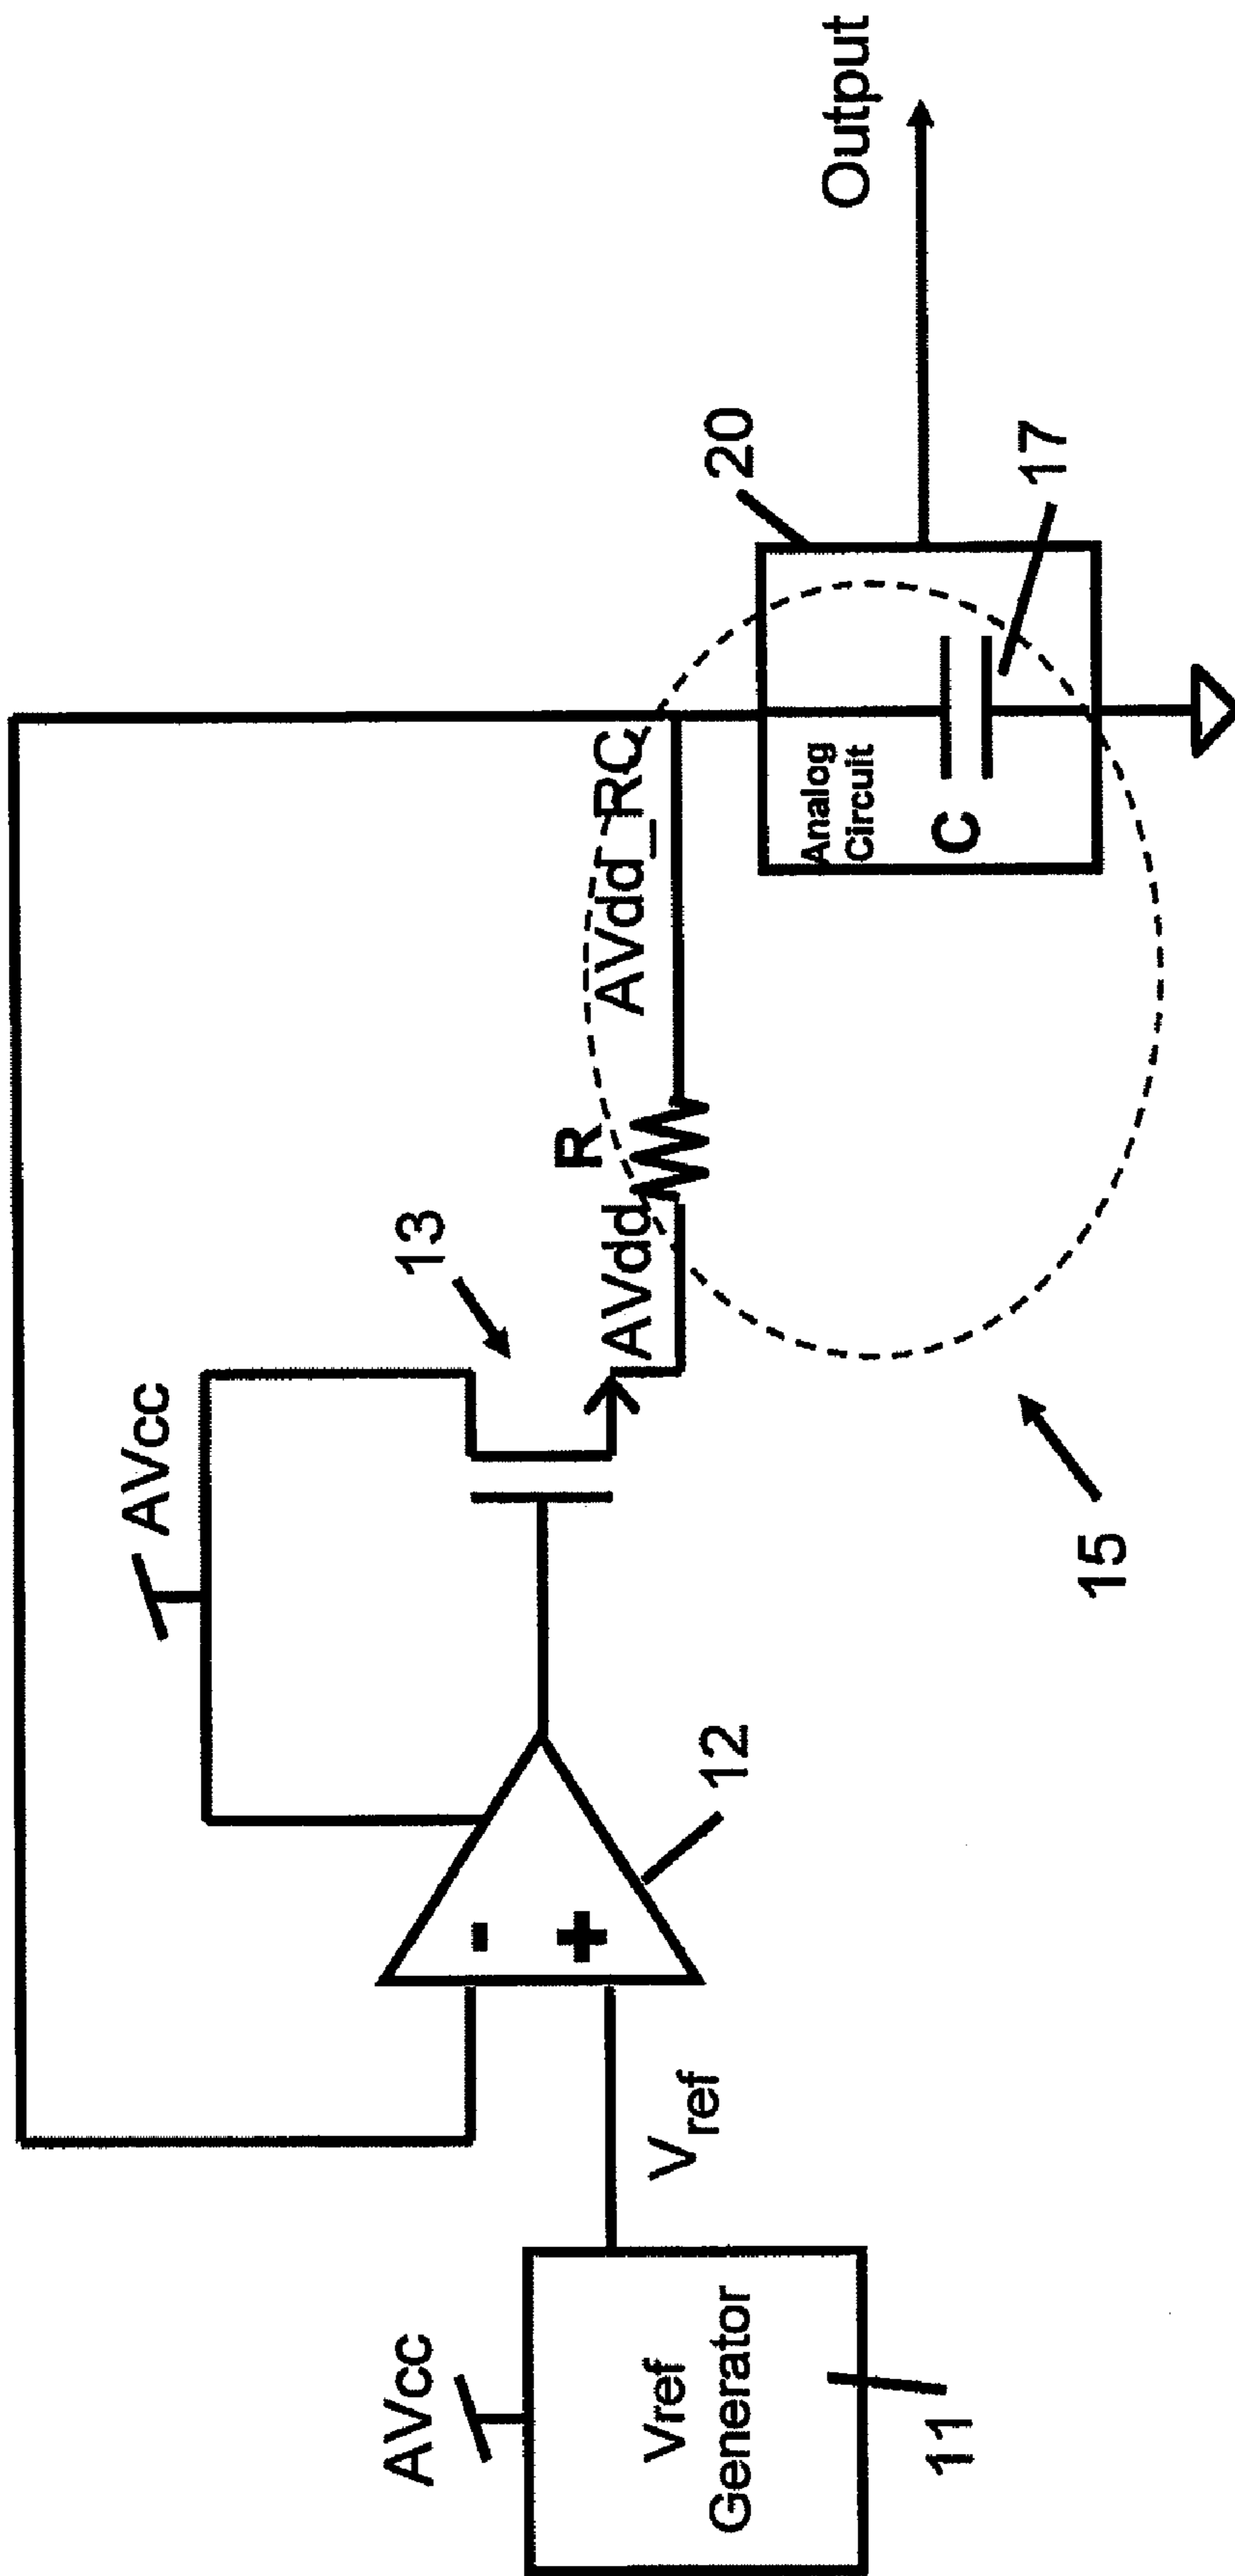 AVcc
Vref
Generator
11
Vref
-
+
12
AVcc
13
AVdd
R
AVdd_RC
15
Analog
Circuit
C
17
20
Output